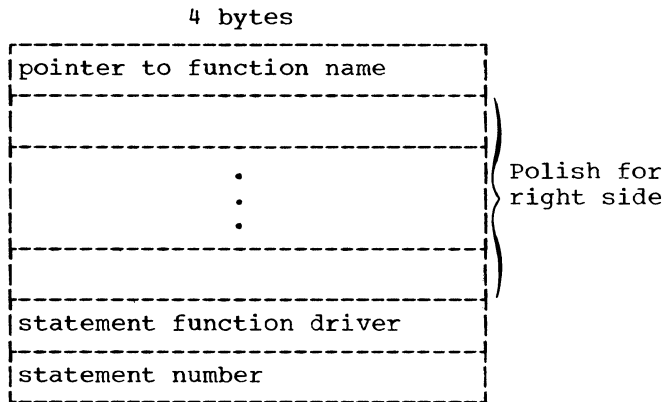 4 bytes
pointer to function name
Polish for
right side
statement function driver
statement number